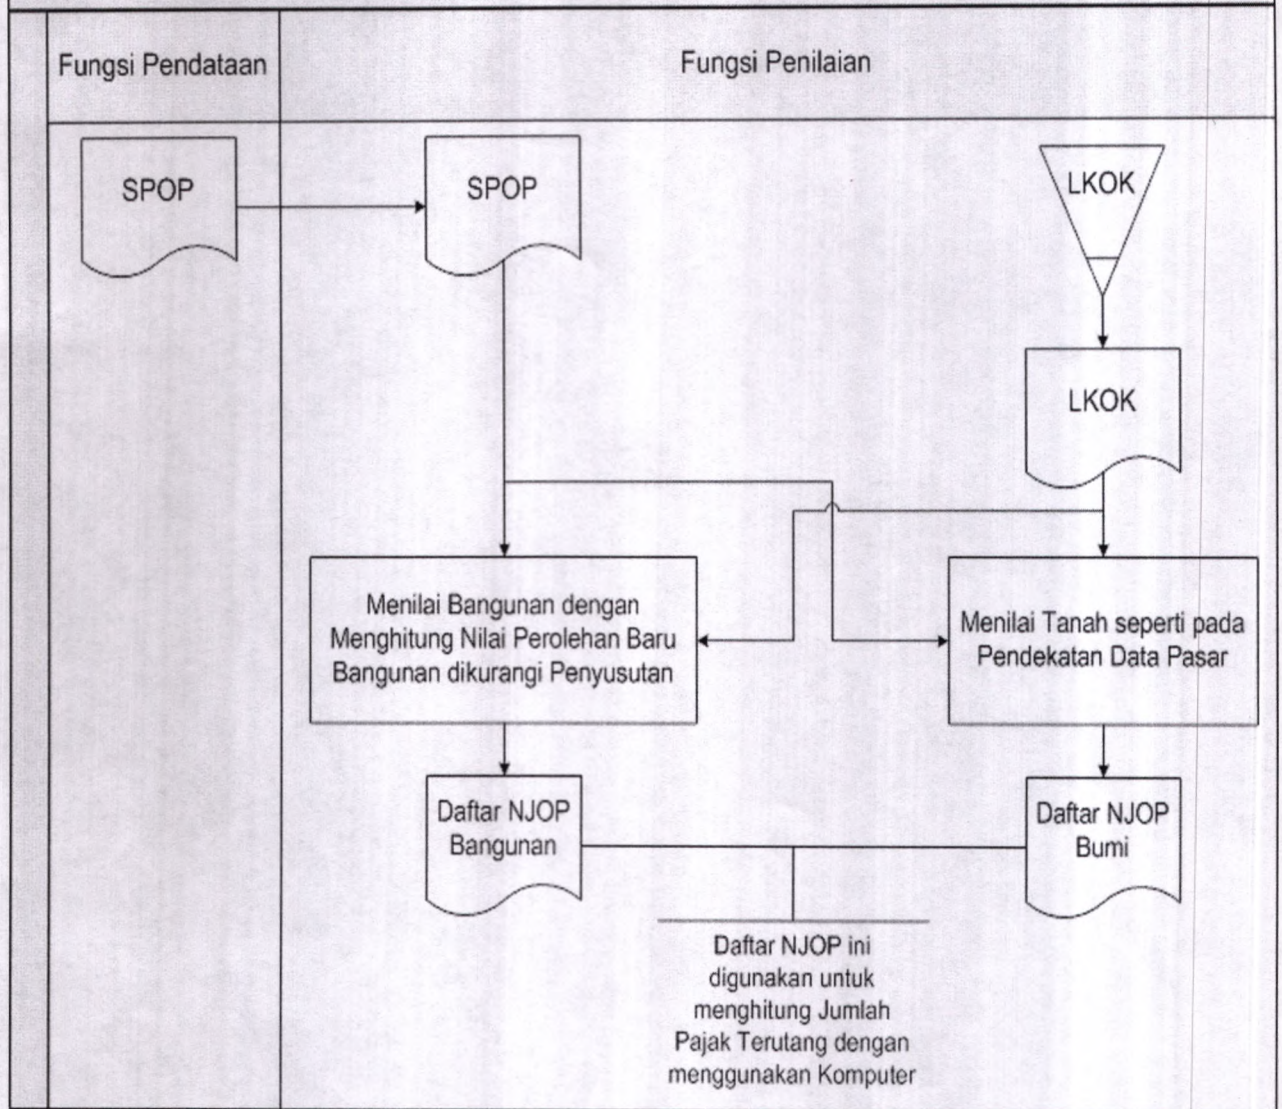 Fungsi Pendataan
Fungsi Penilaian
SPOP
SPOP
LKOK
LKOK
Menilai Bangunan dengan
Menghitung Nilai Perolehan Baru
Bangunan dikurangi Penyusutan
Menilai Tanah seperti pada
Pendekatan Data Pasar
Daftar NJOP
Bangunan
Daftar NJOP
Bumi
Daftar NJOP ini
digunakan untuk
menghitung Jumlah
Pajak Terutang dengan
menggunakan Komputer